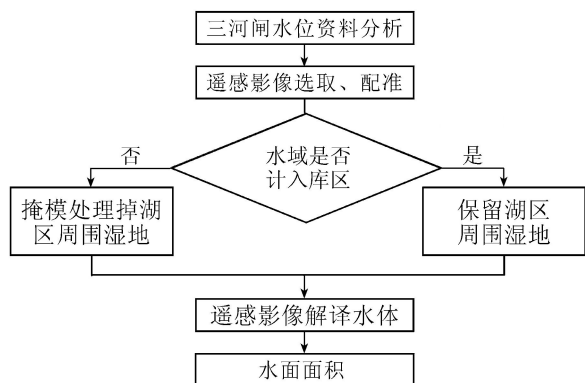 三河闸水位资料分析
遥感影像选取、配准
水域是否
计入库区
否
是
掩模处理掉湖
区周围湿地
保留湖区
周围湿地
遥感影像解译水体
水面面积